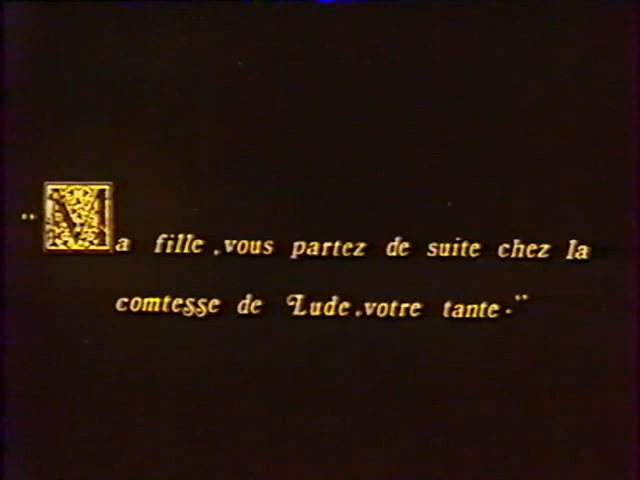 "Ma fille ,vous partez de suite chez la
comtesse de Lude,votre tante."